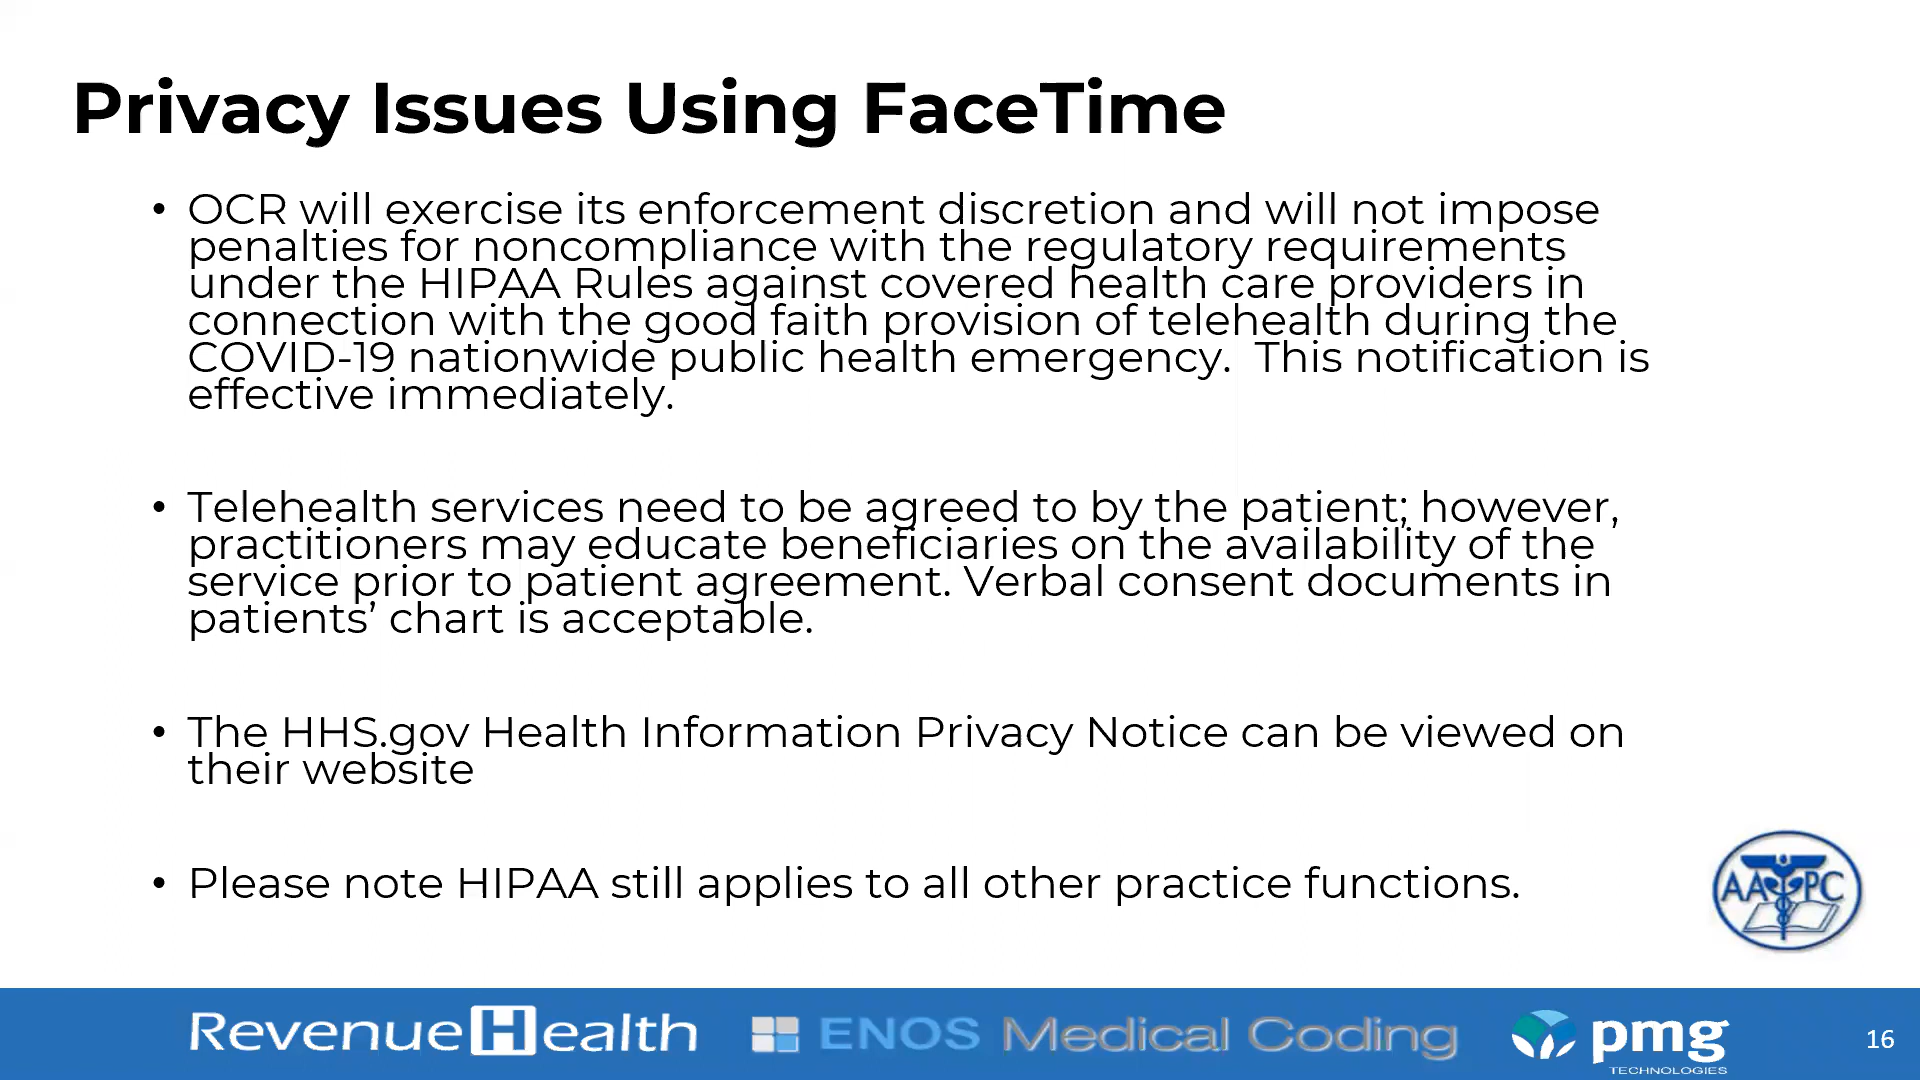 Privacy Issues Using FaceTime
• OCR will exercise its enforcement discretion and will not impose
penalties for noncompliance with the regulatory requirements
under the HIPAA Rules against covered health care providers in
connection with the good faith provision of telehealth during the
COVID-19 nationwide public health emergency.  This notification is
effective immediately.
• Telehealth services need to be agreed to by the patient; however,
practitioners may educate beneficiaries on the availability of the
service prior to patient agreement. Verbal consent documents in
patients’ chart is acceptable.
• The HHS.gov Health Information Privacy Notice can be viewed on
their website
• Please note HIPAA still applies to all other practice functions.
AAPC
RevenueHealth
ENOS Medical Coding
pmg
TECHNOLOGIES
16